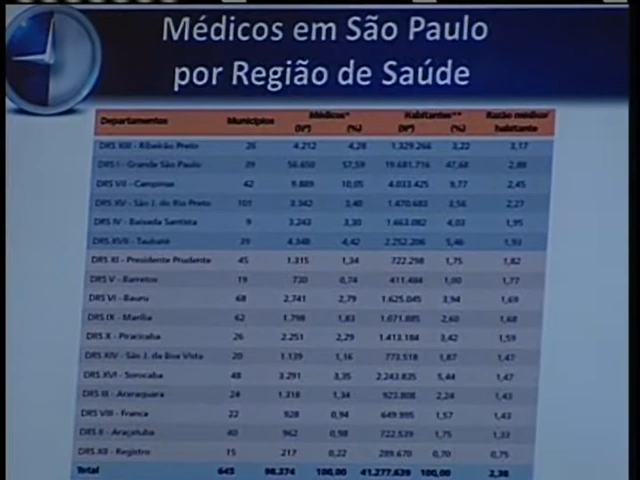 Médicos em São Paulo
por Região de Saúde
Departamentos Municípios Médicos* Habitantes** Razão médico/
(Nº) (%) (Nº) (%) habitante
DRS XIII - Ribeirão Preto 26 4.212 4,28 1.329.266 3,22 3,17
DRS I - Grande São Paulo 39 56.650 57,59 19.681.716 47,68 2,88
DRS VII - Campinas 42 9.889 10,05 4.033.425 9,77 2,45
DRS XV - São J. do Rio Preto 101 3.342 3,40 1.470.683 3,56 2,27
DRS IV - Baixada Santista 9 3.243 3,30 1.663.082 4,03 1,95
DRS XVII - Taubaté 39 4.348 4,42 2.252.206 5,46 1,93
DRS XI - Presidente Prudente 45 1.315 1,34 722.298 1,75 1,82
DRS V - Barretos 19 730 0,74 411.484 1,00 1,77
DRS VI - Bauru 68 2.741 2,79 1.625.045 3,94 1,69
DRS IX - Marília 62 1.798 1,83 1.071.885 2,60 1,68
DRS X - Piracicaba 26 2.251 2,29 1.413.184 3,42 1,59
DRS XIV - São J. da Boa Vista 20 1.139 1,16 773.518 1,87 1,47
DRS XVI - Sorocaba 48 3.291 3,35 2.243.835 5,44 1,47
DRS III - Araraquara 24 1.318 1,34 923.808 2,24 1,43
DRS VIII - Franca 22 928 0,94 649.995 1,57 1,43
DRS II - Araçatuba 40 962 0,98 722.539 1,75 1,33
DRS XII - Registro 15 217 0,22 289.670 0,70 0,75
Total 645 98.374 100,00 41.277.639 100,00 2,38